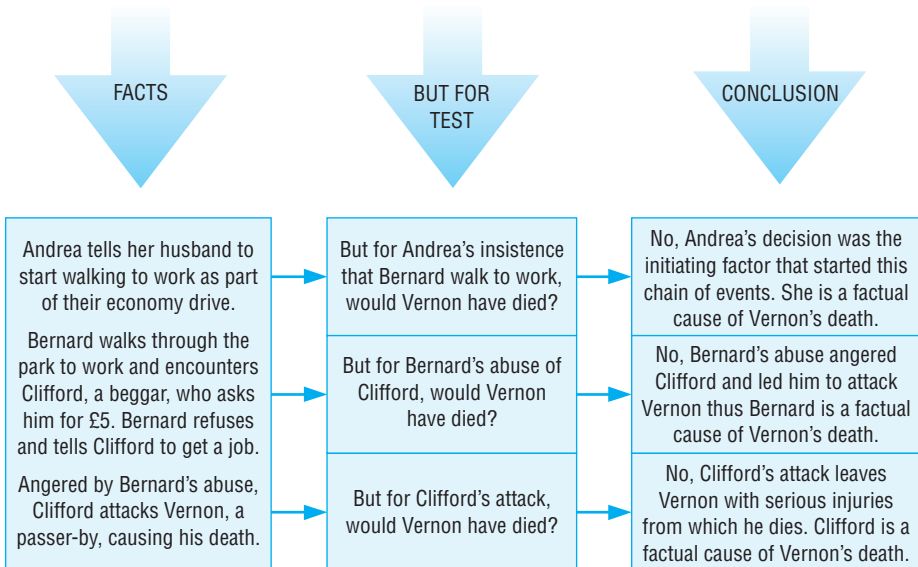 FACTS
BUT FOR
TEST
CONCLUSION
Andrea tells her husband to
start walking to work as part
of their economy drive.
Bernard walks through the
park to work and encounters
Clifford, a beggar, who asks
him for £5. Bernard refuses
and tells Clifford to get a job.
Angered by Bernard’s abuse,
Clifford attacks Vernon, a
passer-by, causing his death.
But for Andrea’s insistence
that Bernard walk to work,
would Vernon have died?
But for Bernard’s abuse of
Clifford, would Vernon
have died?
But for Clifford’s attack,
would Vernon have died?
No, Andrea’s decision was the
initiating factor that started this
chain of events. She is a factual
cause of Vernon’s death.
No, Bernard’s abuse angered
Clifford and led him to attack
Vernon thus Bernard is a factual
cause of Vernon’s death.
No, Clifford’s attack leaves
Vernon with serious injuries
from which he dies. Clifford is a
factual cause of Vernon’s death.